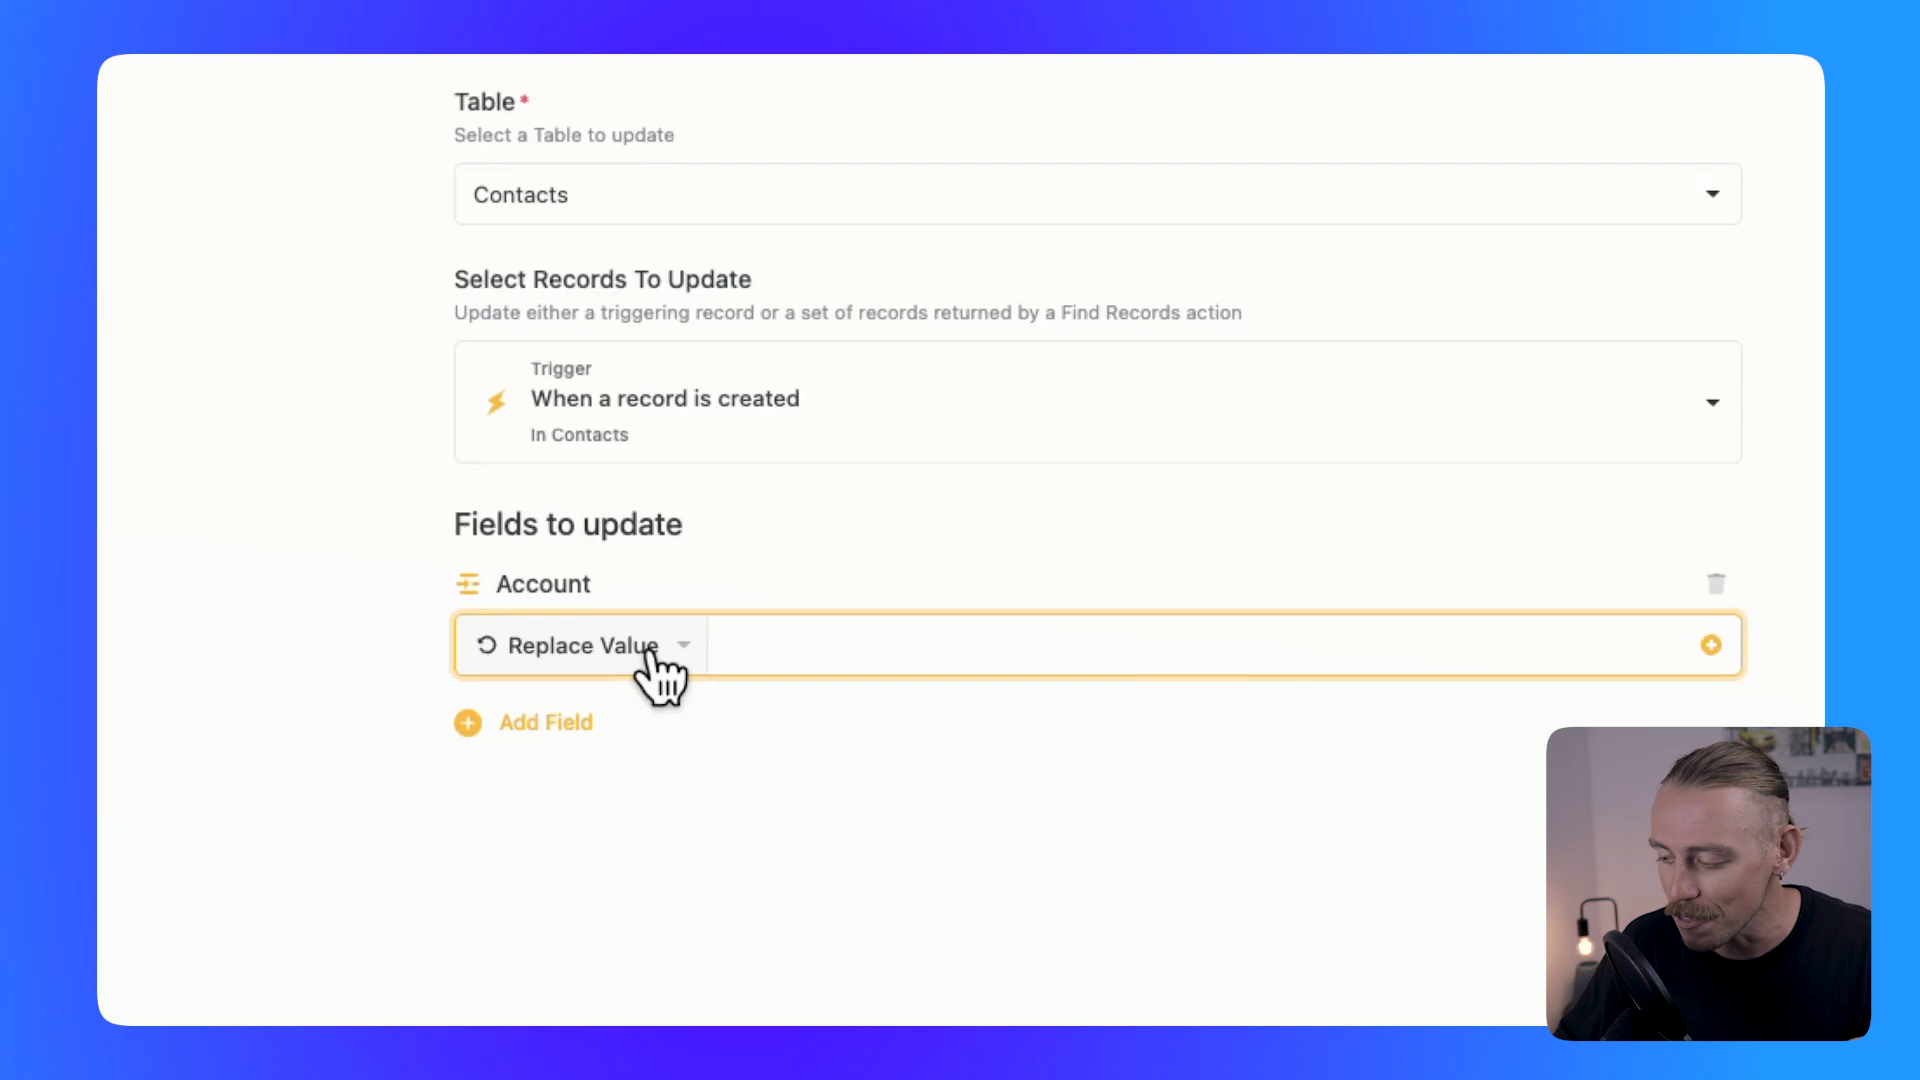 Table *
Select a Table to update
Contacts
Select Records To Update
Update either a triggering record or a set of records returned by a Find Records action
Trigger
When a record is created
In Contacts
Fields to update
Account
Replace Value
Add Field